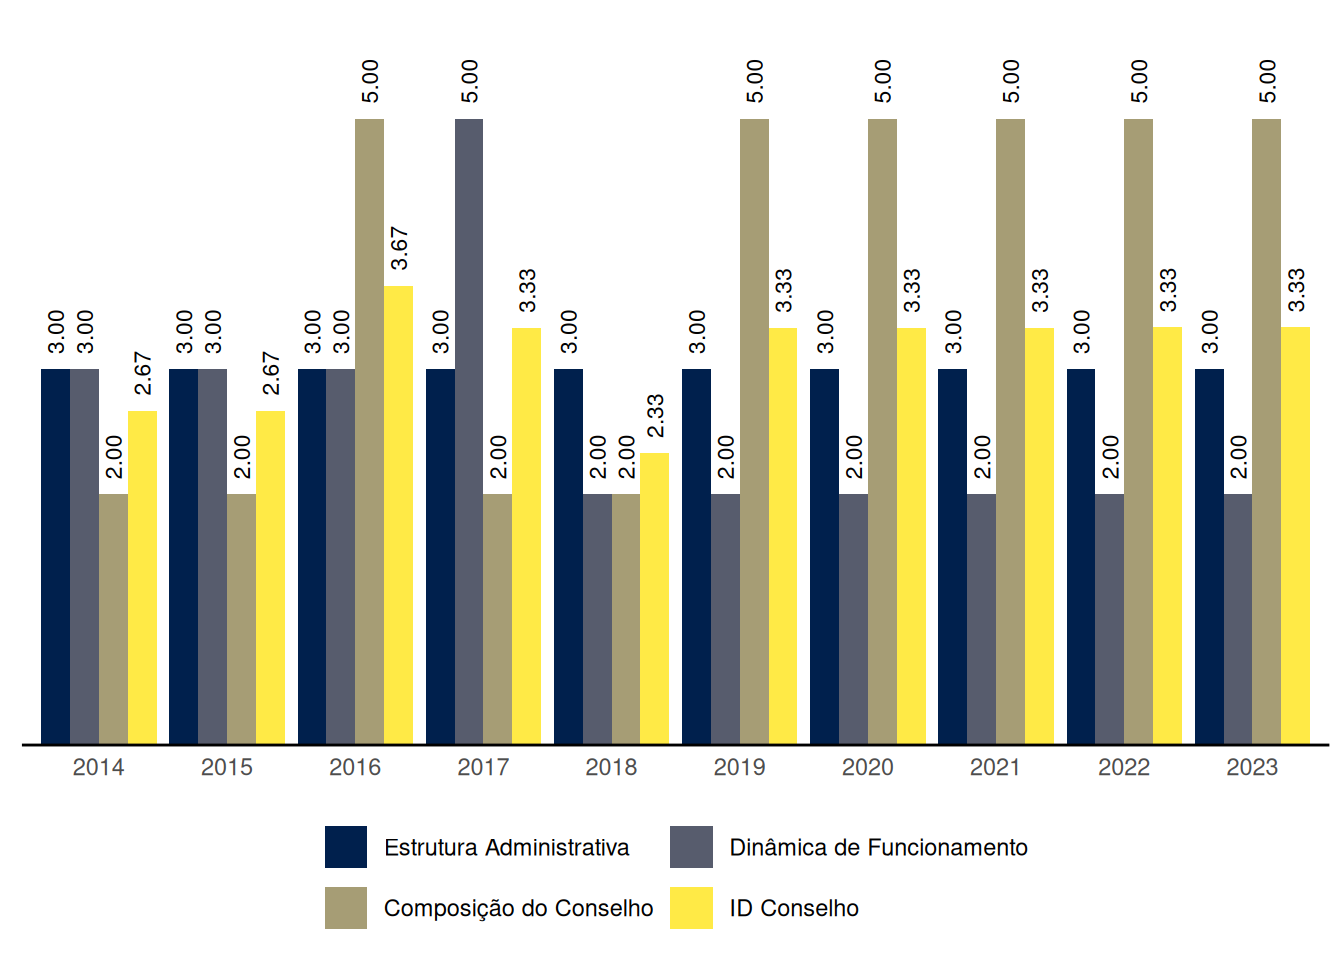 3.00 3.00 2.00 2.67 3.00 3.00 2.00 2.67 3.00 3.00 5.00 3.67 3.00 5.00 2.00 3.33 3.00 2.00 2.00 2.33 3.00 2.00 5.00 3.33 3.00 2.00 5.00 3.33 3.00 2.00 5.00 3.33 3.00 2.00 5.00 3.33 3.00 2.00 5.00 3.33
2014 2015 2016 2017 2018 2019 2020 2021 2022 2023
Estrutura Administrativa Dinâmica de Funcionamento
Composição do Conselho ID Conselho